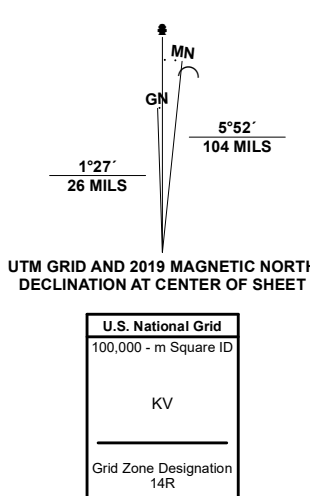 MN
GN
5°52´
104 MILS
1°27´
26 MILS
UTM GRID AND 2019 MAGNETIC NORTH
DECLINATION AT CENTER OF SHEET
U.S. National Grid
100,000 - m Square ID
KV
Grid Zone Designation
14R